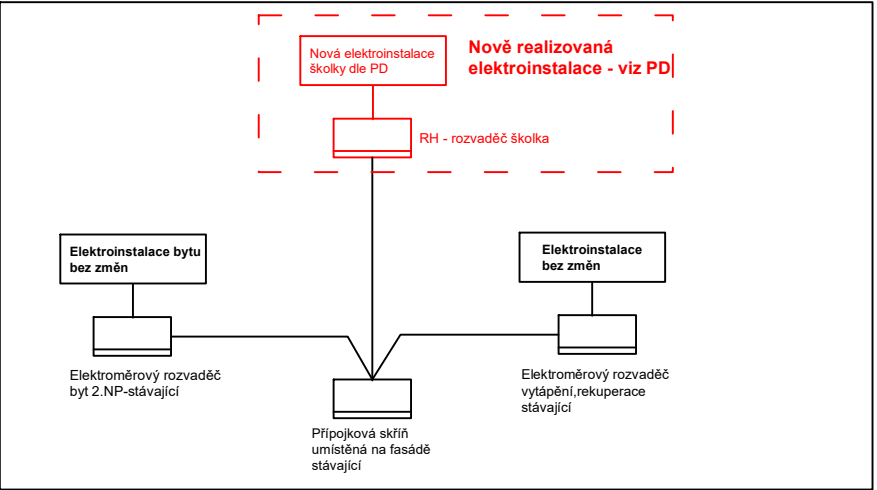 Nová elektroinstalace
školky dle PD
Nově realizovaná
elektroinstalace - viz PD
RH - rozvaděč školka
Elektroinstalace bytu
bez změn
Elektroinstalace
bez změn
Elektroměrový rozvaděč
byt 2.NP-stávající
Elektroměrový rozvaděč
vytápění,rekuperace
stávající
Přípojková skříň
umístěná na fasádě
stávající